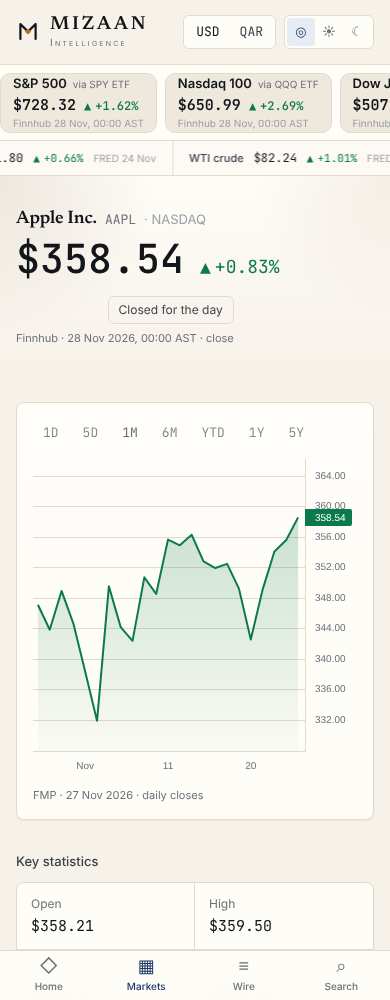 MIZAAN
INTELLIGENCE
USD QAR
S&P 500 via SPY ETF
$728.32 ▲+1.62%
Finnhub 28 Nov, 00:00 AST
Nasdaq 100 via QQQ ETF
$650.99 ▲+2.69%
Finnhub 28 Nov, 00:00 AST
Dow J
$507
Finnhub
.80 ▲+0.66% FRED 24 Nov
WTI crude $82.24 ▲+1.01% FRED
Apple Inc. AAPL · NASDAQ
$358.54 ▲+0.83%
Closed for the day
Finnhub · 28 Nov 2026, 00:00 AST · close
1D 5D 1M 6M YTD 1Y 5Y
364.00
360.00
358.54
356.00
352.00
348.00
344.00
340.00
336.00
332.00
Nov 11 20
FMP · 27 Nov 2026 · daily closes
Key statistics
Open
$358.21
High
$359.50
Home
Markets
Wire
Search